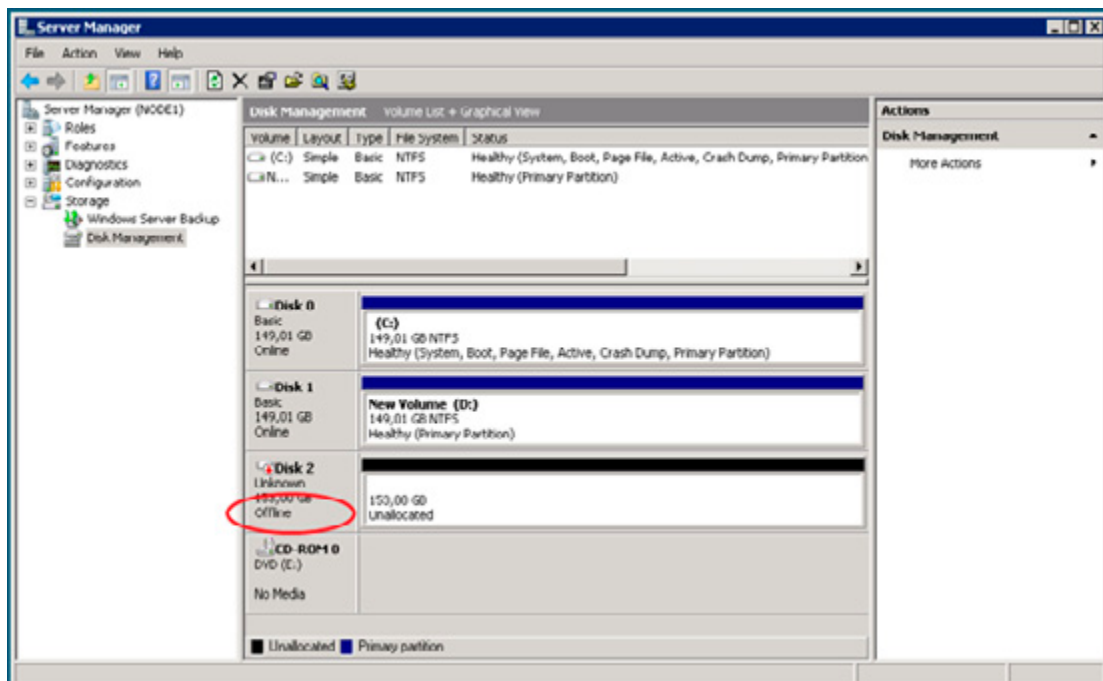 Server Manager
File Action View Help
Server Manager (NODE1)
Roles
Features
Diagnostics
Configuration
Storage
Windows Server Backup
Disk Management
Disk Management Volume List + Graphical View
Volume Layout Type File System Status
(C:) Simple Basic NTFS Healthy (System, Boot, Page File, Active, Crash Dump, Primary Partition
N... Simple Basic NTFS Healthy (Primary Partition)
Disk 0
Basic
149,01 GB
Online
(C:)
149,01 GB NTFS
Healthy (System, Boot, Page File, Active, Crash Dump, Primary Partition)
Disk 1
Basic
149,01 GB
Online
New Volume (D:)
149,01 GB NTFS
Healthy (Primary Partition)
Disk 2
Unknown
153,00 GB
Offline
153,00 GB
Unallocated
CD-ROM 0
DVD (E:)
No Media
Unallocated Primary partition
Actions
Disk Management
More Actions